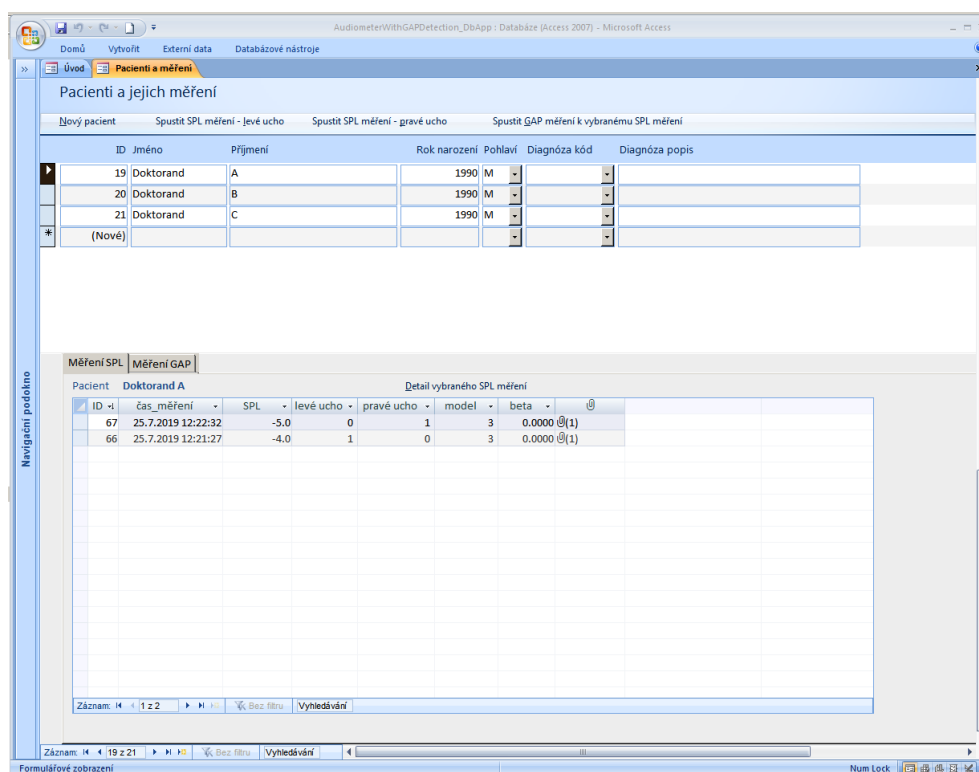 AudiometerWithGAPDetection_DbApp : Databáze (Access 2007) - Microsoft Access
Domů Vytvořit Externí data Databázové nástroje
» Úvod Pacienti a měření
Pacienti a jejich měření
Nový pacient Spustit SPL měření - levé ucho Spustit SPL měření - pravé ucho Spustit GAP měření k vybranému SPL měření
ID Jméno Příjmení Rok narození Pohlaví Diagnóza kód Diagnóza popis
19 Doktorand A 1990 M
20 Doktorand B 1990 M
21 Doktorand C 1990 M
* (Nové)
Měření SPL Měření GAP
Pacient Doktorand A Detail vybraného SPL měření
ID čas_měření SPL levé ucho pravé ucho model beta
67 25.7.2019 12:22:32 -5.0 0 1 3 0.0000 (1)
66 25.7.2019 12:21:27 -4.0 1 0 3 0.0000 (1)
Navigační podokno
Záznam: 1 z 2 Bez filtru Vyhledávání
Záznam: 19 z 21 Bez filtru Vyhledávání
Formulářové zobrazení Num Lock